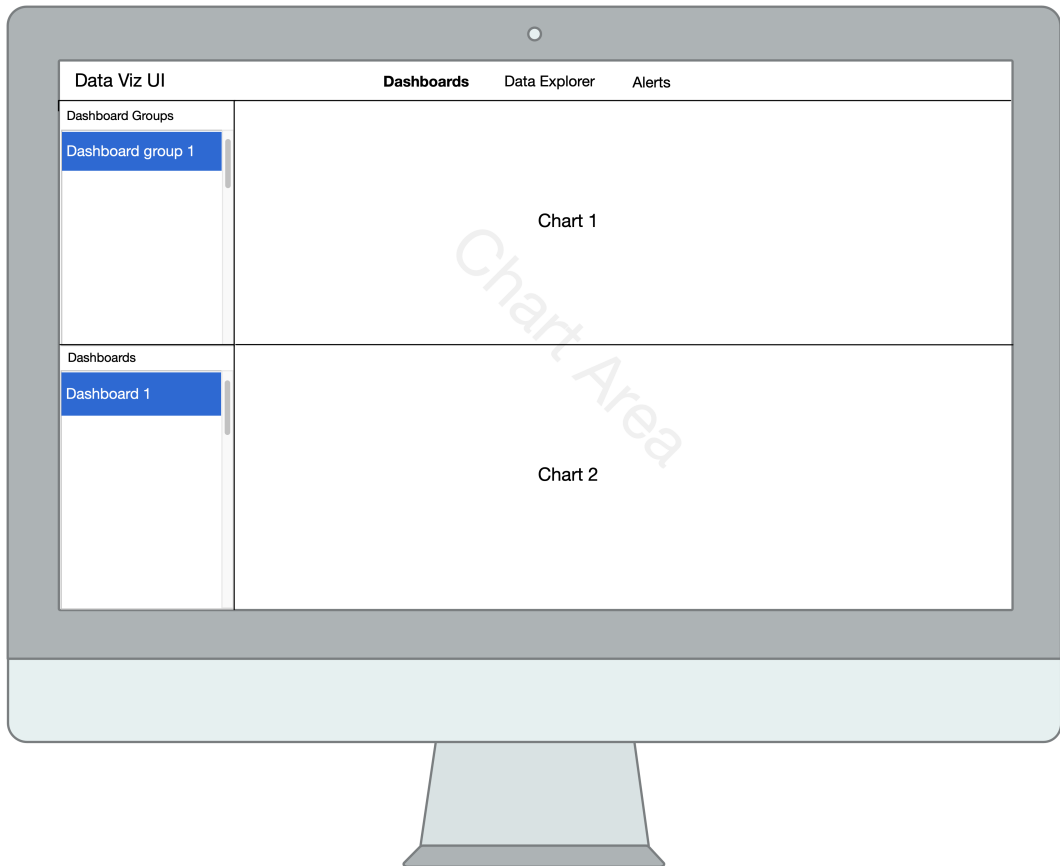 Data Viz UI
Dashboards
Data Explorer
Alerts
Dashboard Groups
Dashboard group 1
Chart 1
Chart Area
Dashboards
Dashboard 1
Chart 2